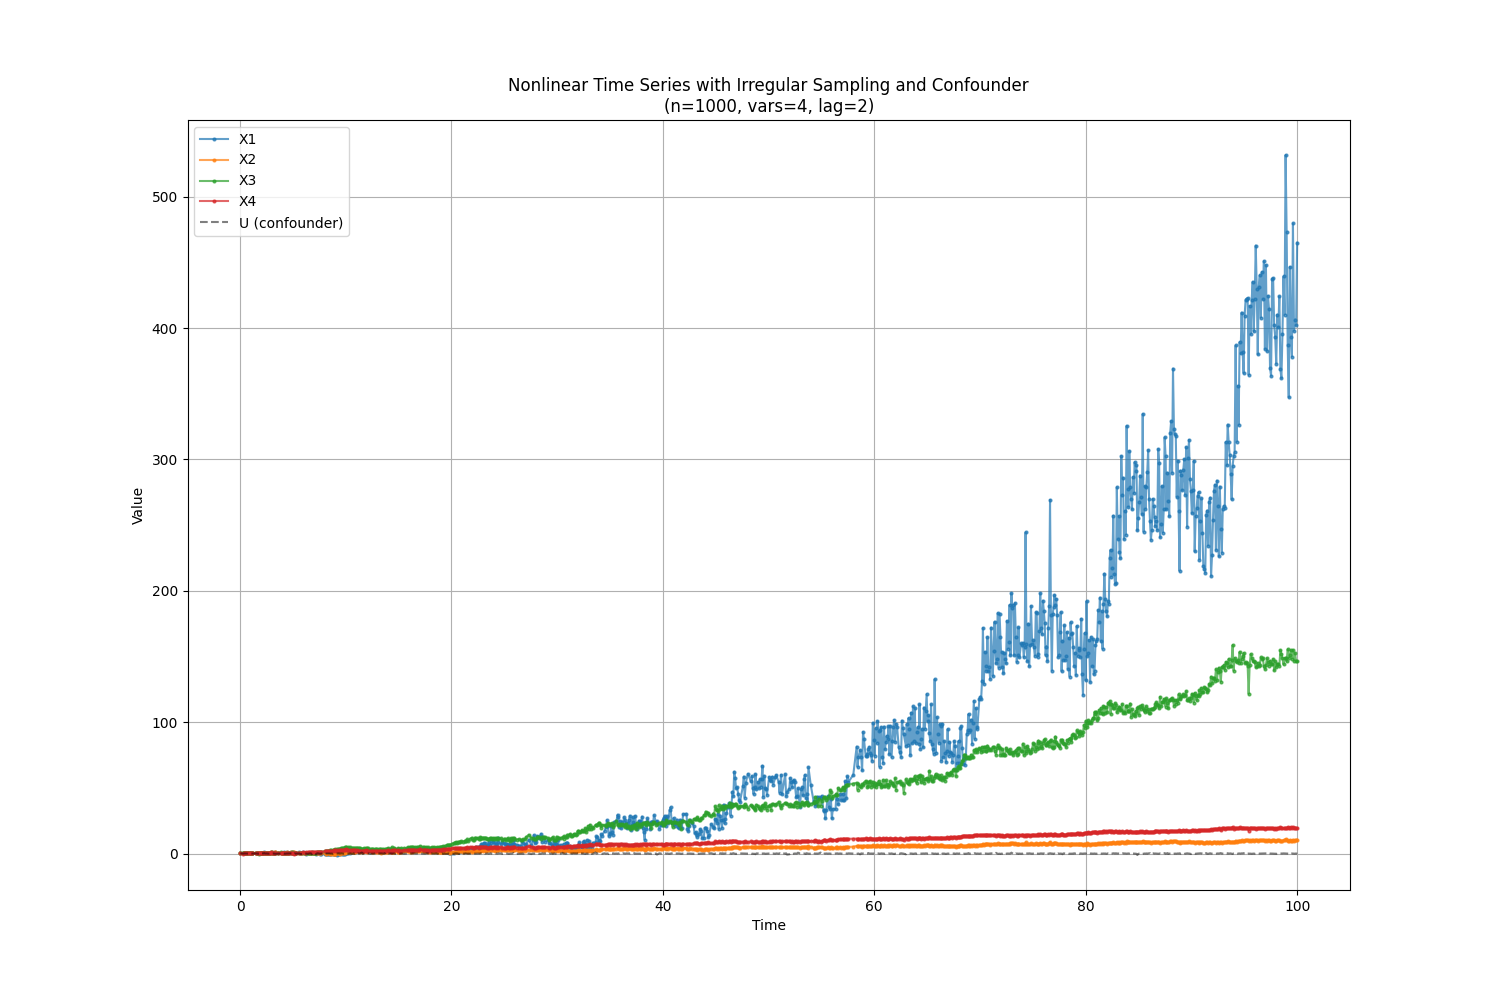 Nonlinear Time Series with Irregular Sampling and Confounder
(n=1000, vars=4, lag=2)
X1
X2
X3
X4
U (confounder)
500
400
300
200
100
0
Value
0 20 40 60 80 100
Time